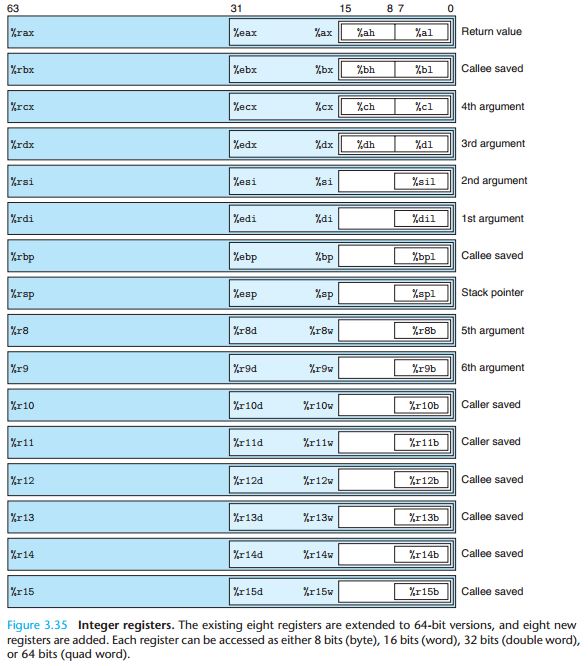 63 31 15 8 7 0
%rax %eax %ax %ah %al Return value
%rbx %ebx %bx %bh %bl Callee saved
%rcx %ecx %cx %ch %cl 4th argument
%rdx %edx %dx %dh %dl 3rd argument
%rsi %esi %si %sil 2nd argument
%rdi %edi %di %dil 1st argument
%rbp %ebp %bp %bpl Callee saved
%rsp %esp %sp %spl Stack pointer
%r8 %r8d %r8w %r8b 5th argument
%r9 %r9d %r9w %r9b 6th argument
%r10 %r10d %r10w %r10b Caller saved
%r11 %r11d %r11w %r11b Caller saved
%r12 %r12d %r12w %r12b Callee saved
%r13 %r13d %r13w %r13b Callee saved
%r14 %r14d %r14w %r14b Callee saved
%r15 %r15d %r15w %r15b Callee saved
Figure 3.35 Integer registers. The existing eight registers are extended to 64-bit versions, and eight new
registers are added. Each register can be accessed as either 8 bits (byte), 16 bits (word), 32 bits (double word),
or 64 bits (quad word).